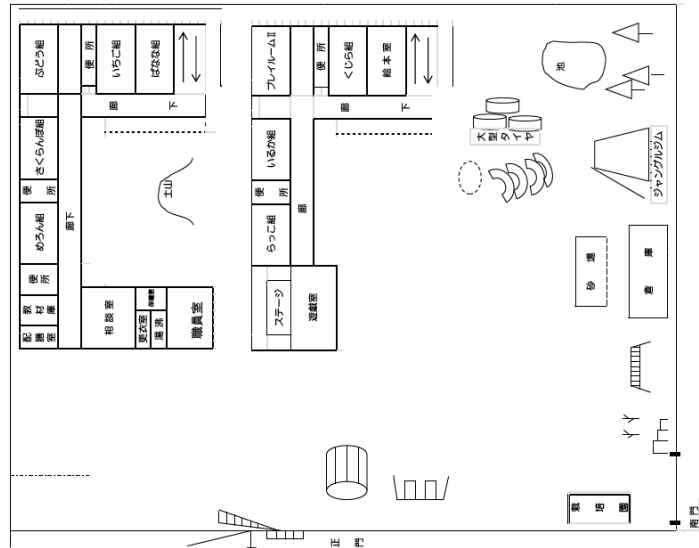 ぶどう組
便所
いちご組
ばなな組
廊下
さくらんぼ組
便所
めろん組
廊下
便所
教材庫
配膳室
相談室
更衣室
湯沸
職員室
土山
プレイルームⅡ
便所
くじら組
絵本室
廊下
いるか組
便所
らっこ組
廊
ステージ
遊戯室
池
大型タイヤ
ジャングルジム
砂場
倉庫
栽培園
正門
南門